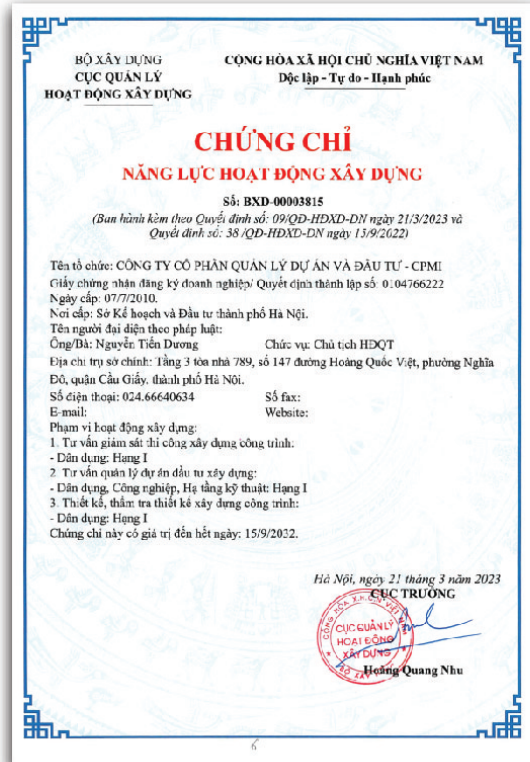 BỘ XÂY DỰNG
CỤC QUẢN LÝ
HOẠT ĐỘNG XÂY DỰNG
CỘNG HÒA XÃ HỘI CHỦ NGHĨA VIỆT NAM
Độc lập - Tự do - Hạnh phúc
CHỨNG CHỈ
NĂNG LỰC HOẠT ĐỘNG XÂY DỰNG
Số: BXD-00003815
(Ban hành kèm theo Quyết định số: 09/QĐ-HĐXD-DN ngày 21/3/2023 và
Quyết định số: 38 /QĐ-HĐXD-DN ngày 15/9/2022)
Tên tổ chức: CÔNG TY CỔ PHẦN QUẢN LÝ DỰ ÁN VÀ ĐẦU TƯ - CPMI
Giấy chứng nhận đăng ký doanh nghiệp/ Quyết định thành lập số: 0104766222
Ngày cấp: 07/7/2010.
Nơi cấp: Sở Kế hoạch và Đầu tư thành phố Hà Nội.
Tên người đại diện theo pháp luật:
Ông/Bà: Nguyễn Tiến Dương Chức vụ: Chủ tịch HĐQT
Địa chỉ trụ sở chính: Tầng 3 tòa nhà 789, số 147 đường Hoàng Quốc Việt, phường Nghĩa
Đô, quận Cầu Giấy, thành phố Hà Nội.
Số điện thoại: 024.66640634 Số fax:
E-mail: Website:
Phạm vi hoạt động xây dựng:
1. Tư vấn giám sát thi công xây dựng công trình:
- Dân dụng: Hạng I
2. Tư vấn quản lý dự án đầu tư xây dựng:
- Dân dụng, Công nghiệp, Hạ tầng kỹ thuật: Hạng I
3. Thiết kế, thẩm tra thiết kế xây dựng công trình:
- Dân dụng: Hạng I
Chứng chỉ này có giá trị đến hết ngày: 15/9/2032.
Hà Nội, ngày 21 tháng 3 năm 2023
CỤC TRƯỞNG
CỘNG HÒA X.H.C.N VIỆT NAM
CỤC QUẢN LÝ
HOẠT ĐỘNG
XÂY DỰNG
BỘ XÂY
Hoàng Quang Nhu
6